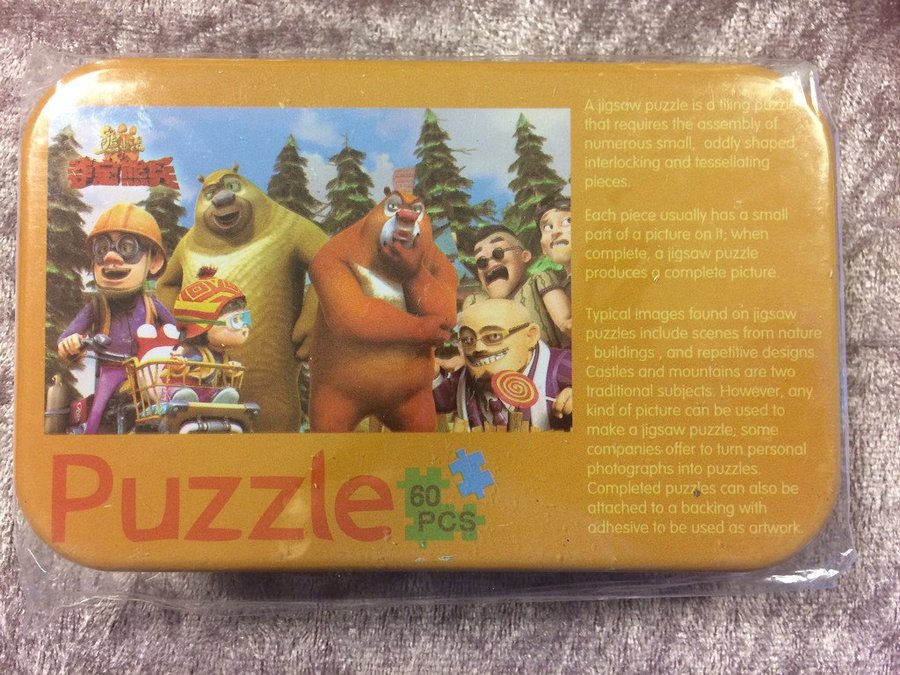 熊出没
夺宝熊兵
A jigsaw puzzle is a tiling puzzle
that requires the assembly of
numerous small, oddly shaped,
interlocking and tessellating
pieces.
Each piece usually has a small
part of a picture on it; when
complete, a jigsaw puzzle
produces a complete picture.
Typical images found on jigsaw
puzzles include scenes from nature
, buildings , and repetitive designs.
Castles and mountains are two
traditional subjects. However, any
kind of picture can be used to
make a jigsaw puzzle; some
companies offer to turn personal
photographs into puzzles.
Completed puzzles can also be
attached to a backing with
adhesive to be used as artwork.
Puzzle
60
PCS